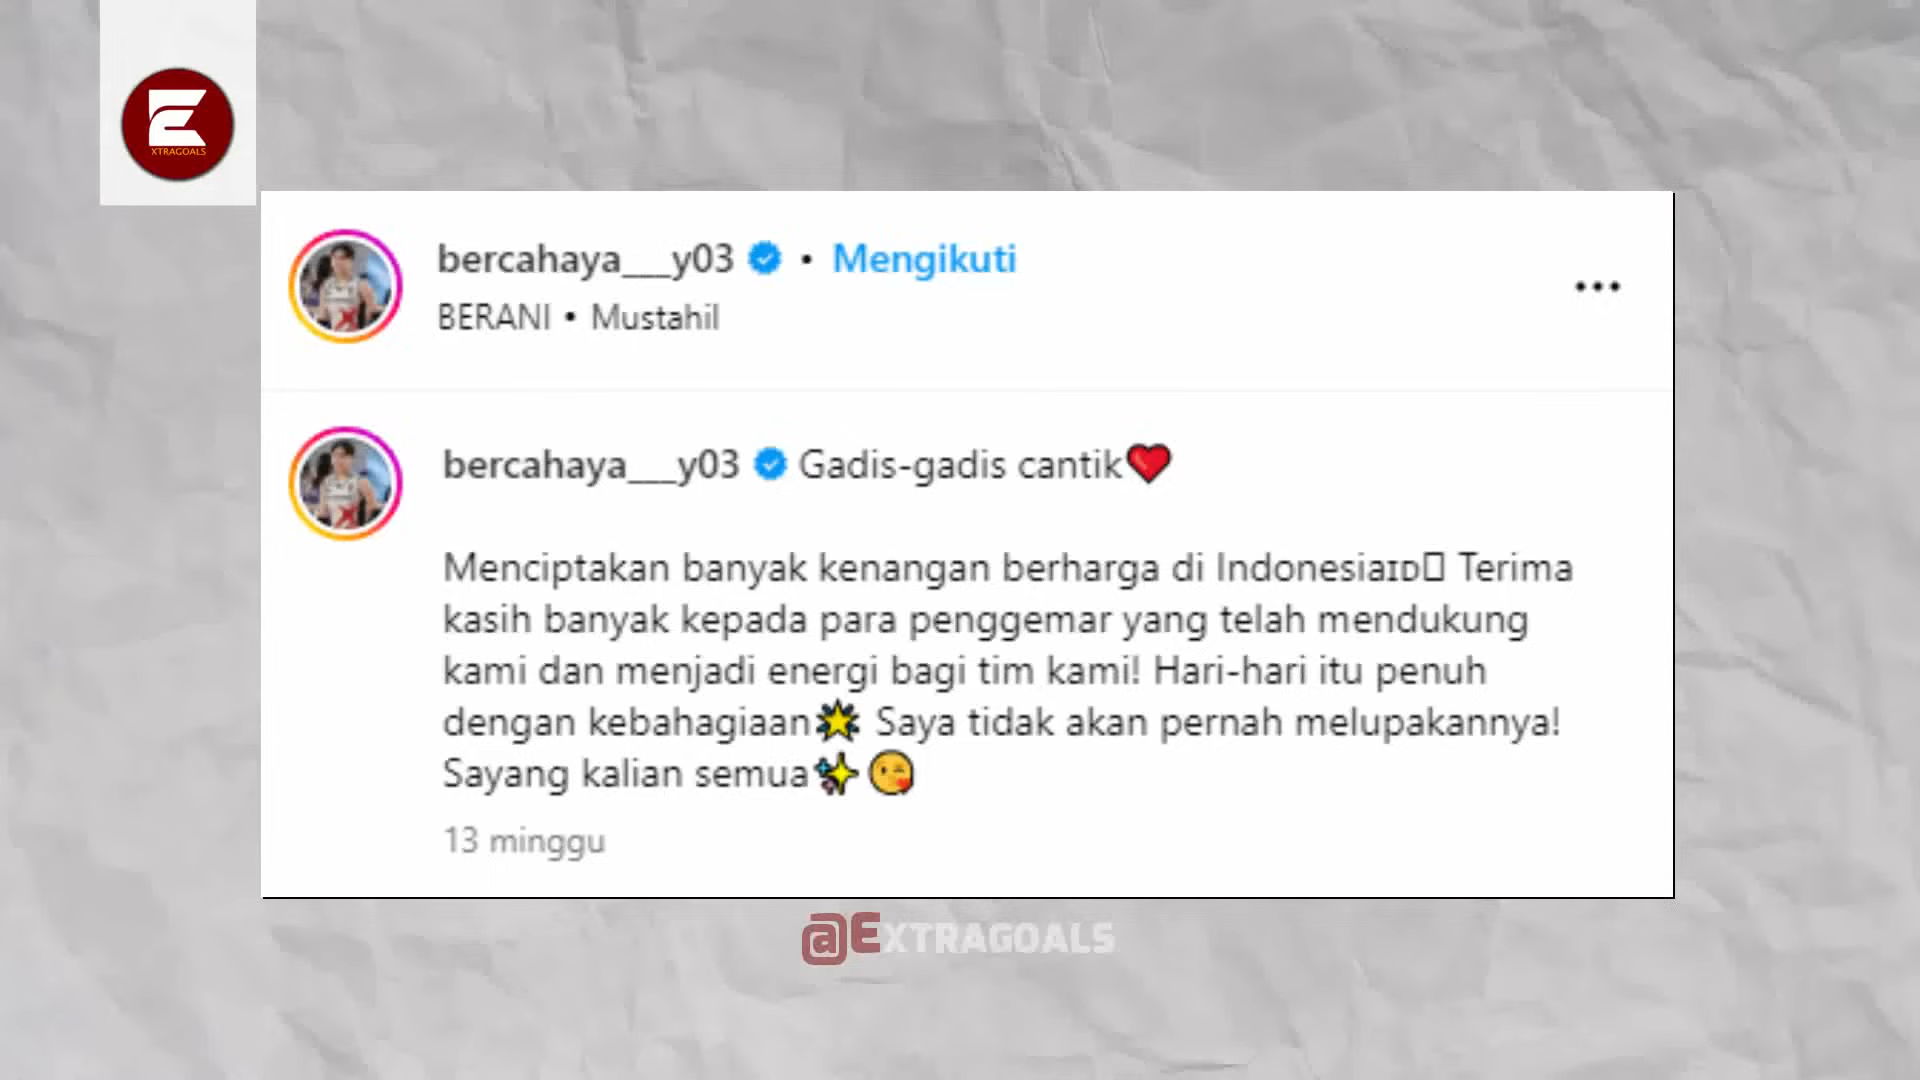 E
XTRAGOALS
bercahaya___y03 • Mengikuti
BERANI • Mustahil
bercahaya___y03 Gadis-gadis cantik❤️
Menciptakan banyak kenangan berharga di Indonesiaɪᴅ▯ Terima
kasih banyak kepada para penggemar yang telah mendukung
kami dan menjadi energi bagi tim kami! Hari-hari itu penuh
dengan kebahagiaan🌟 Saya tidak akan pernah melupakannya!
Sayang kalian semua✨😘
13 minggu
@EXTRAGOALS